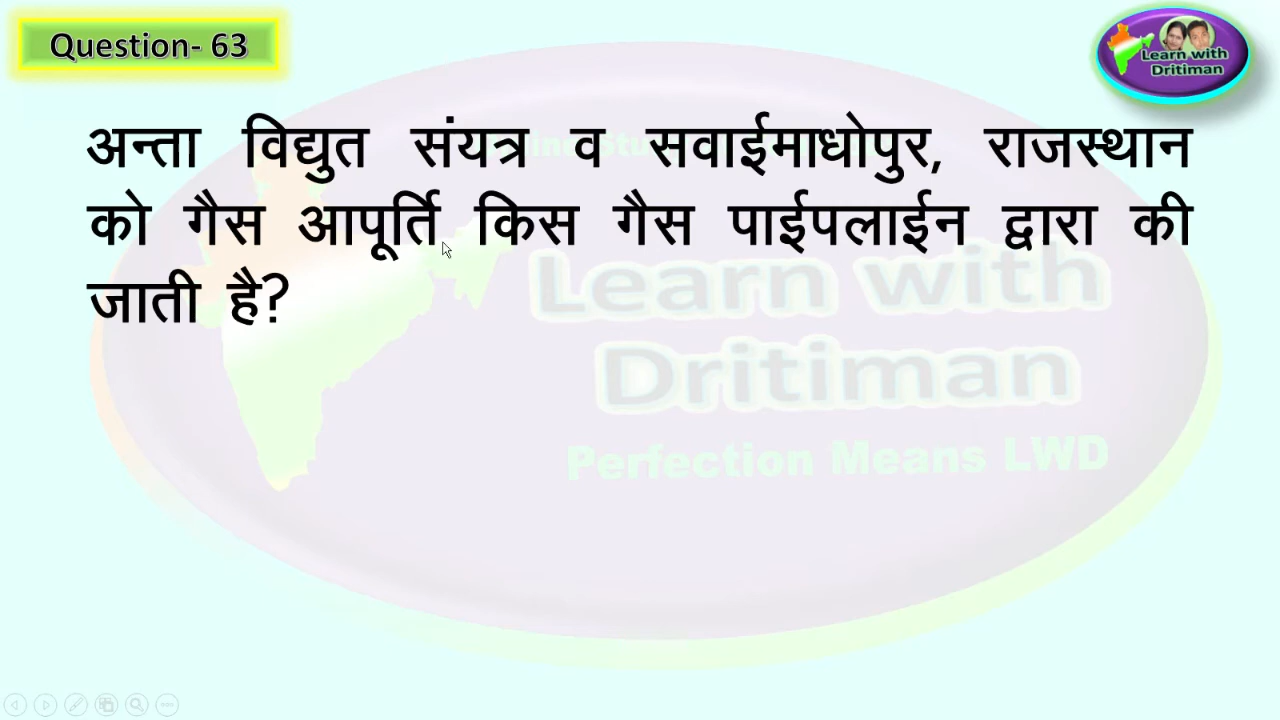 Question- 63
Learn with
Dritiman
अन्ता विद्युत संयत्र व सवाईमाधोपुर, राजस्थान
को गैस आपूर्ति किस गैस पाईपलाईन द्वारा की
जाती है?
Learn with
Dritiman
Perfection Means LWD